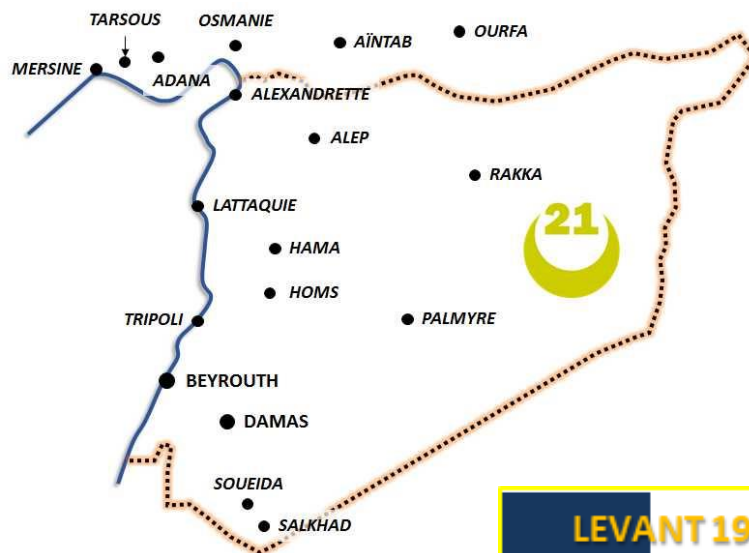 TARSOUS
OSMANIE
OURFA
AÏNTAB
MERSINE
ADANA
ALEXANDRETTE
ALEP
RAKKA
LATTAQUIE
21
HAMA
HOMS
TRIPOLI
PALMYRE
BEYROUTH
DAMAS
SOUEIDA
SALKHAD
LEVANT 19